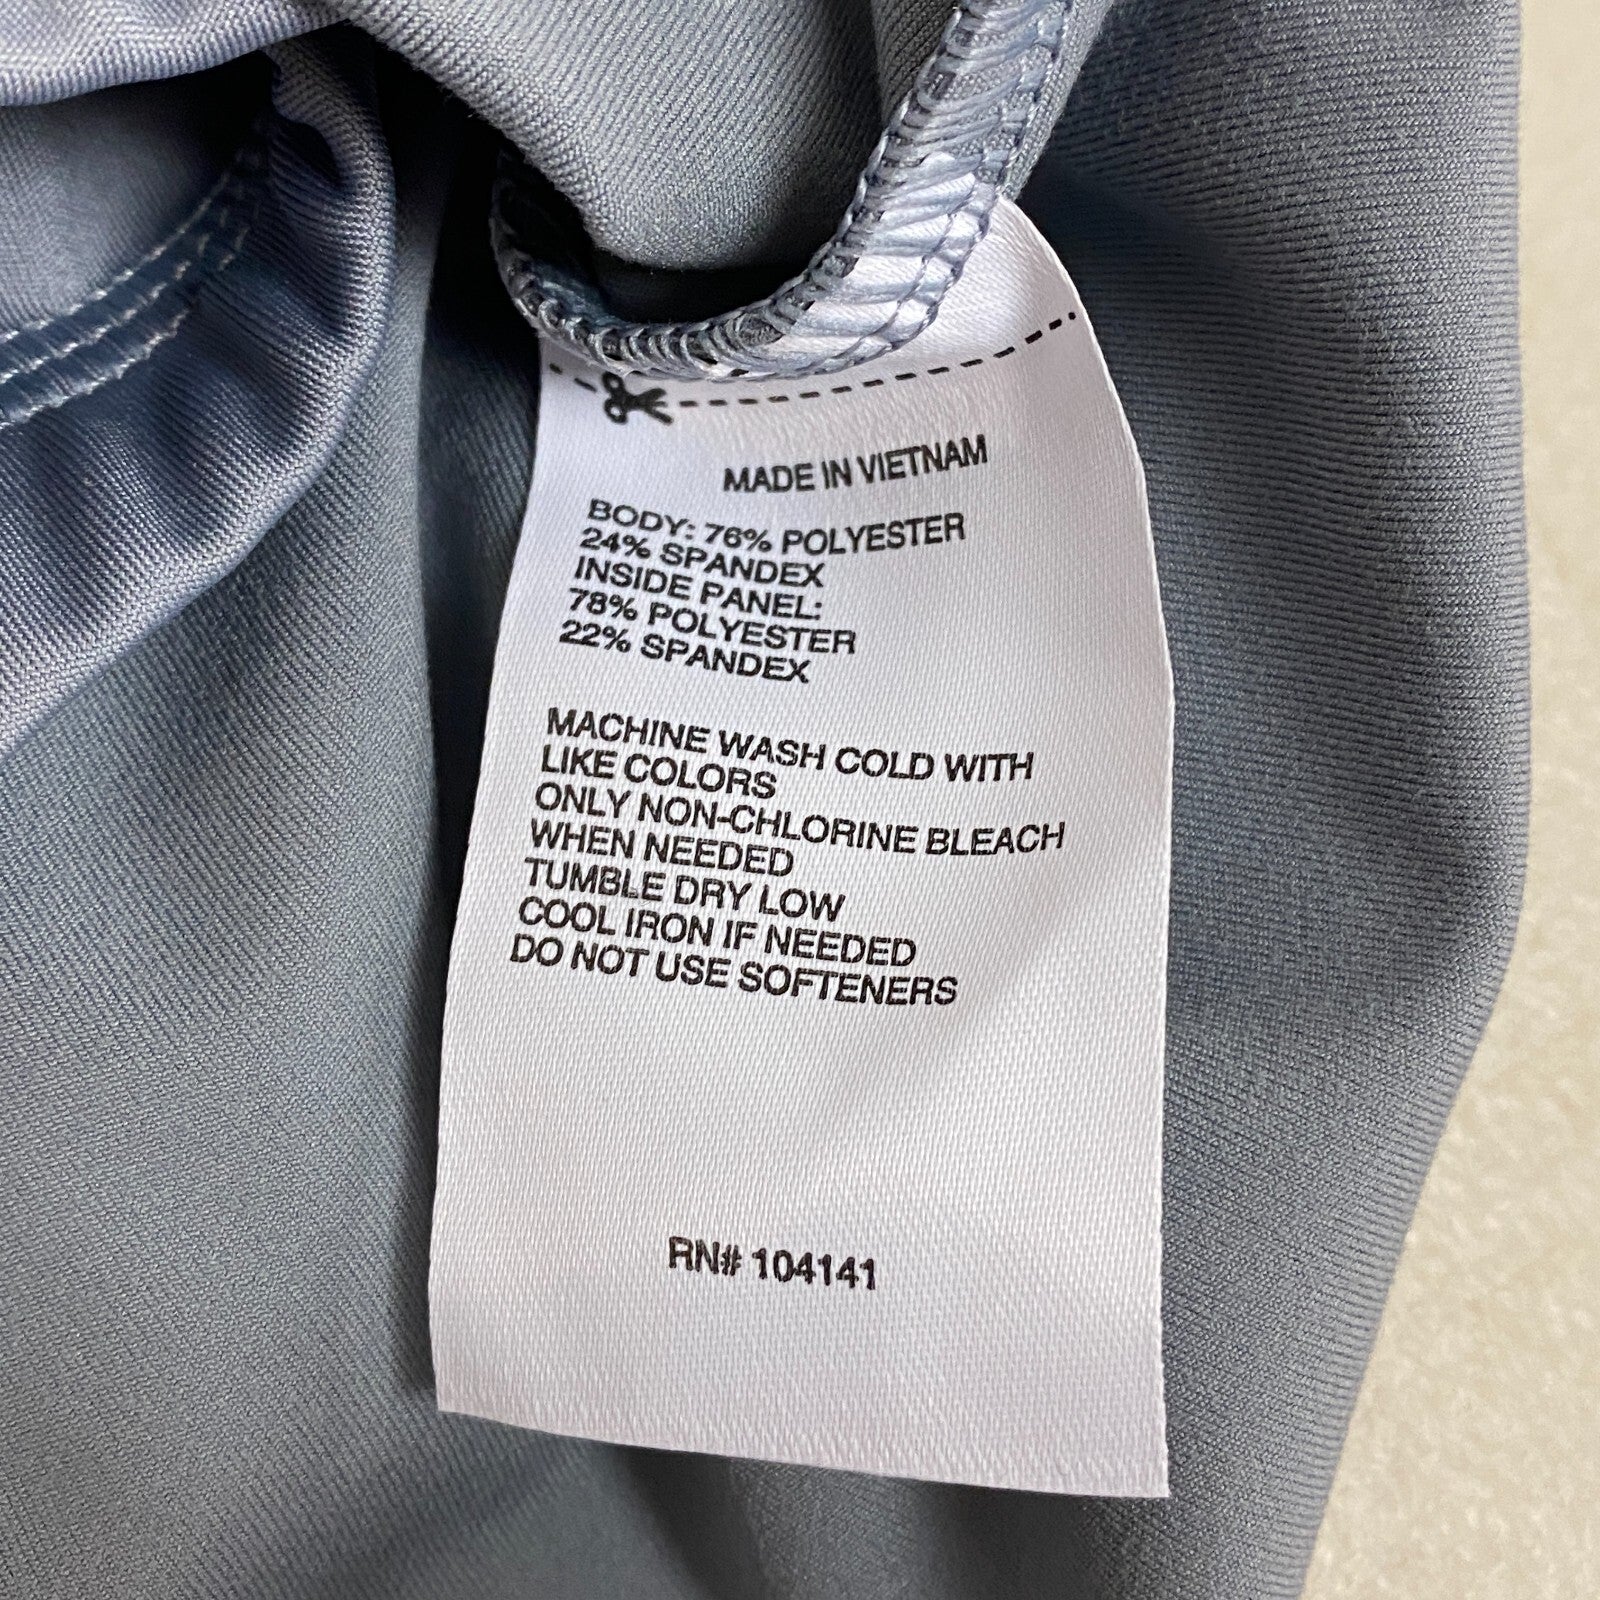 MADE IN VIETNAM
BODY: 76% POLYESTER
24% SPANDEX
INSIDE PANEL:
78% POLYESTER
22% SPANDEX
MACHINE WASH COLD WITH
LIKE COLORS
ONLY NON-CHLORINE BLEACH
WHEN NEEDED
TUMBLE DRY LOW
COOL IRON IF NEEDED
DO NOT USE SOFTENERS
RN# 104141